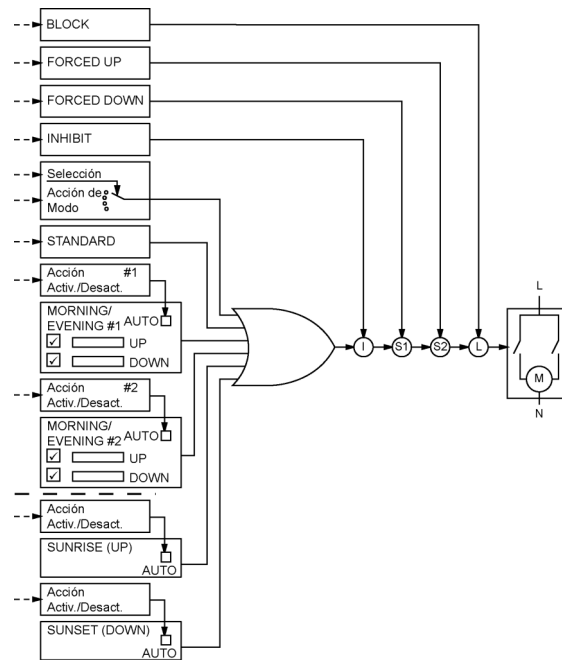 BLOCK
FORCED UP
FORCED DOWN
INHIBIT
Selección
Acción de
Modo
STANDARD
Acción #1
Activ./Desact.
MORNING/
EVENING #1 AUTO
UP
DOWN
Acción #2
Activ./Desact.
MORNING/
EVENING #2 AUTO
UP
DOWN
I S1 S2 L
L
M
N
Acción
Activ./Desact.
SUNRISE (UP)
AUTO
Acción
Activ./Desact.
SUNSET (DOWN)
AUTO